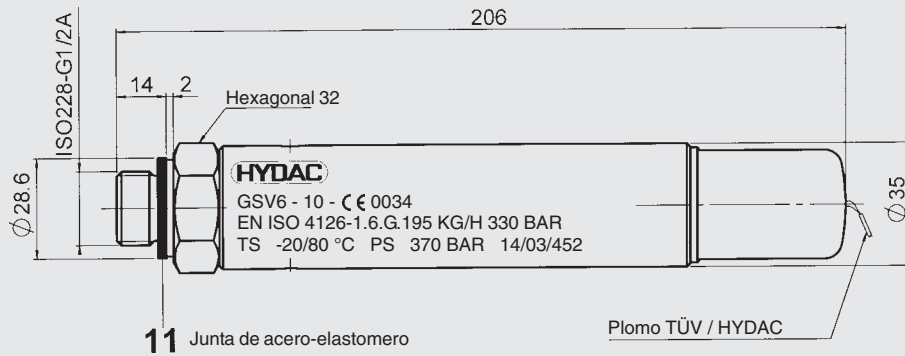 206
14
2
ISO228-G1/2A
Hexagonal 32
Ø 28.6
HYDAC
GSV6 - 10 - CE 0034
EN ISO 4126-1.6.G.195 KG/H 330 BAR
TS -20/80 °C PS 370 BAR 14/03/452
Ø 35
11 Junta de acero-elastomero
Plomo TÜV / HYDAC